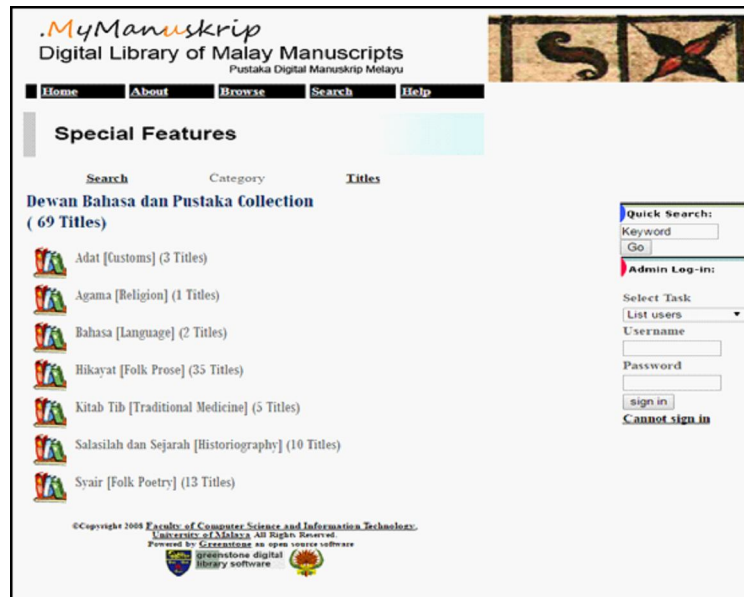 .MyManuskrip
Digital Library of Malay Manuscripts
Pustaka Digital Manuskrip Melayu
Home About Browse Search Help
Special Features
Search Category Titles
Dewan Bahasa dan Pustaka Collection
( 69 Titles)
Adat [Customs] (3 Titles)
Agama [Religion] (1 Titles)
Bahasa [Language] (2 Titles)
Hikayat [Folk Prose] (35 Titles)
Kitab Tib [Traditional Medicine] (5 Titles)
Salasilah dan Sejarah [Historiography] (10 Titles)
Syair [Folk Poetry] (13 Titles)
Quick Search:
Keyword
Go
Admin Log-in:
Select Task
List users
Username
Password
sign in
Cannot sign in
©Copyright 2008 Faculty of Computer Science and Information Technology,
University of Malaya All Rights Reserved.
Powered by Greenstone an open source software
greenstone digital
library software